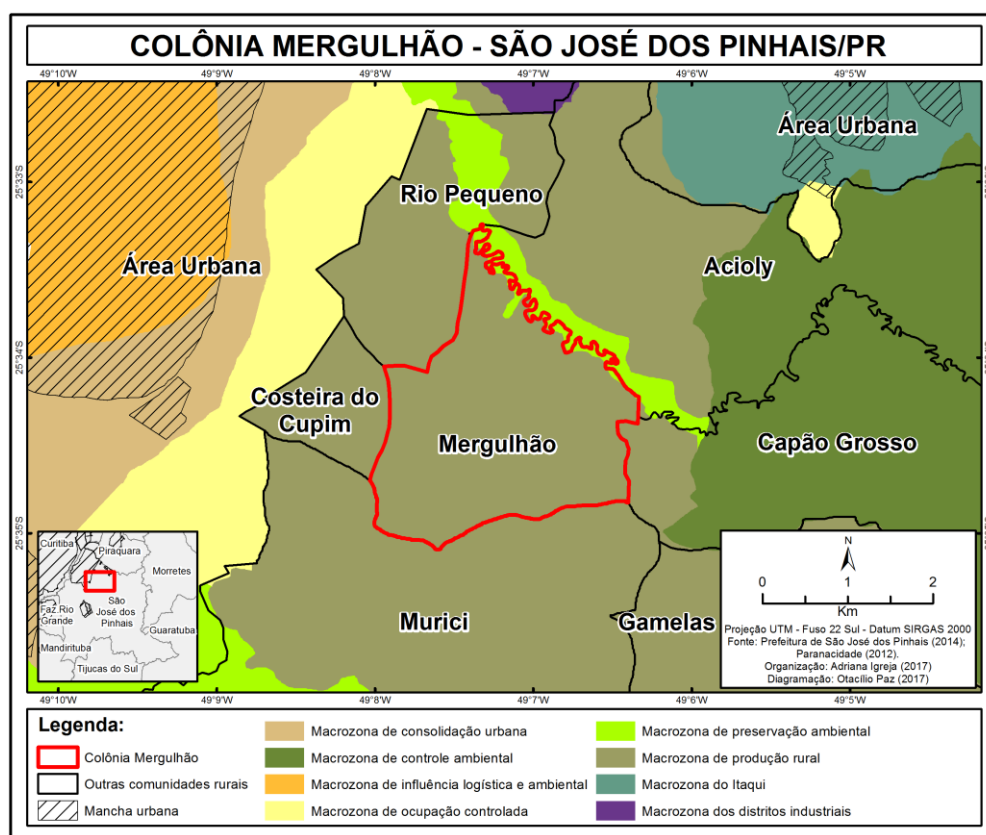 COLÔNIA MERGULHÃO - SÃO JOSÉ DOS PINHAIS/PR
49°10'W 49°9'W 49°8'W 49°7'W 49°6'W 49°5'W
25°33'S
25°34'S
25°35'S
Área Urbana
Rio Pequeno
Área Urbana
Acioly
Costeira do
Cupim
Mergulhão
Capão Grosso
Murici
Gamelas
Curitiba
Piraquara
Morretes
São
José dos
Pinhais
Faz.Rio
Grande
Guaratuba
Mandirituba
Tijucas do Sul
N
0 1 2
Km
Projeção UTM - Fuso 22 Sul - Datum SIRGAS 2000
Fonte: Prefeitura de São José dos Pinhais (2014);
Paranacidade (2012).
Organização: Adriana Igreja (2017)
Diagramação: Otacílio Paz (2017)
49°10'W 49°9'W 49°8'W 49°7'W 49°6'W 49°5'W
Legenda:
Colônia Mergulhão
Outras comunidades rurais
Mancha urbana
Macrozona de consolidação urbana
Macrozona de controle ambiental
Macrozona de influência logística e ambiental
Macrozona de ocupação controlada
Macrozona de preservação ambiental
Macrozona de produção rural
Macrozona do Itaqui
Macrozona dos distritos industriais